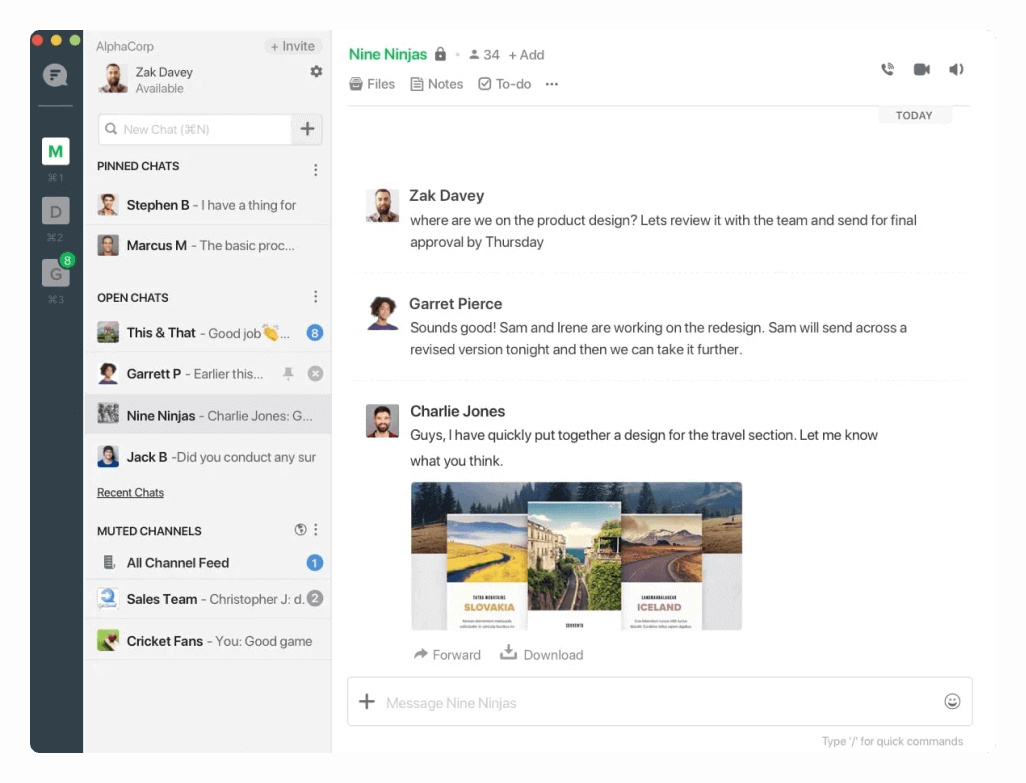 AlphaCorp
+ Invite
Zak Davey
Available
New Chat (⌘N)
PINNED CHATS
Stephen B - I have a thing for
Marcus M - The basic proc...
OPEN CHATS
This & That - Good job👏... 8
Garrett P - Earlier this...
Nine Ninjas - Charlie Jones: G...
Jack B -Did you conduct any sur
Recent Chats
MUTED CHANNELS
All Channel Feed 1
Sales Team - Christopher J: d. 2
Cricket Fans - You: Good game
M
⌘1
D
⌘2
8
G
⌘3
Nine Ninjas 34 + Add
Files Notes To-do ...
TODAY
Zak Davey
where are we on the product design? Lets review it with the team and send for final
approval by Thursday
Garret Pierce
Sounds good! Sam and Irene are working on the redesign. Sam will send across a
revised version tonight and then we can take it further.
Charlie Jones
Guys, I have quickly put together a design for the travel section. Let me know
what you think.
TATRA MOUNTAINS
SLOVAKIA
SORRENTO
LANDMANNALAUGAR
ICELAND
Forward Download
Message Nine Ninjas
Type '/' for quick commands